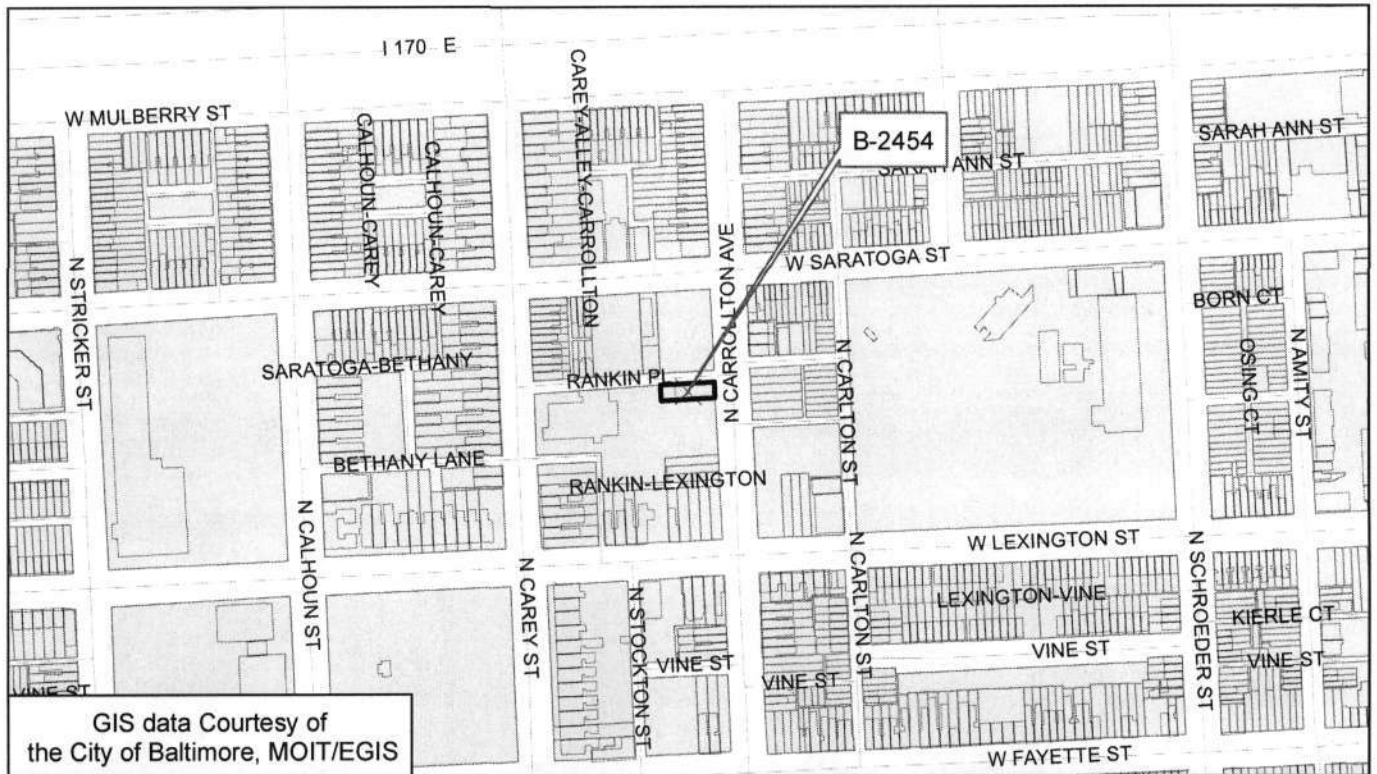 I 170 E
W MULBERRY ST
CALHOUN-CAREY
CALHOUN-CAREY
CAREY-ALLEY-CARROLLTON
B-2454
SARAH ANN ST
SARAH ANN ST
N STRICKER ST
N CARROLLTON AVE
W SARATOGA ST
BORN CT
SARATOGA-BETHANY
RANKIN Pl
N CARLTON ST
OSING CT
N AMITY ST
BETHANY LANE
RANKIN-LEXINGTON
N CALHOUN ST
N CAREY ST
N STOCKTON ST
N CARLTON ST
W LEXINGTON ST
N SCHROEDER ST
LEXINGTON-VINE
KIERLE CT
VINE ST
VINE ST
VINE ST
VINE ST
VINE ST
W FAYETTE ST
GIS data Courtesy of
the City of Baltimore, MOIT/EGIS